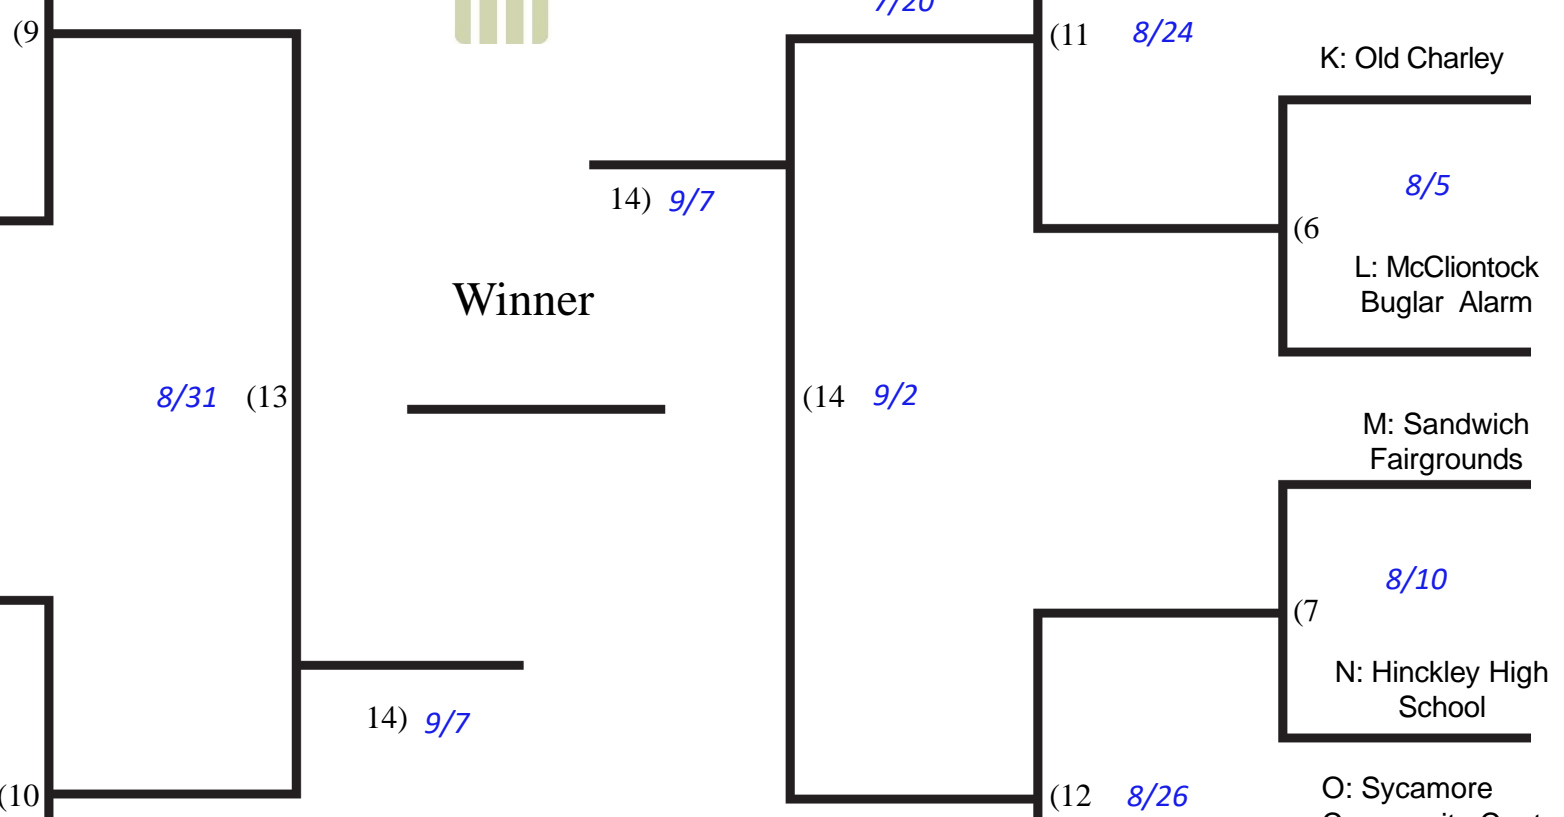 7/20
(9
(11 8/24
K: Old Charley
8/5
14) 9/7
(6
L: McCliontock
Buglar Alarm
Winner
8/31 (13
(14 9/2
M: Sandwich
Fairgrounds
8/10
(7
N: Hinckley High
School
14) 9/7
(10
(12 8/26
O: Sycamore